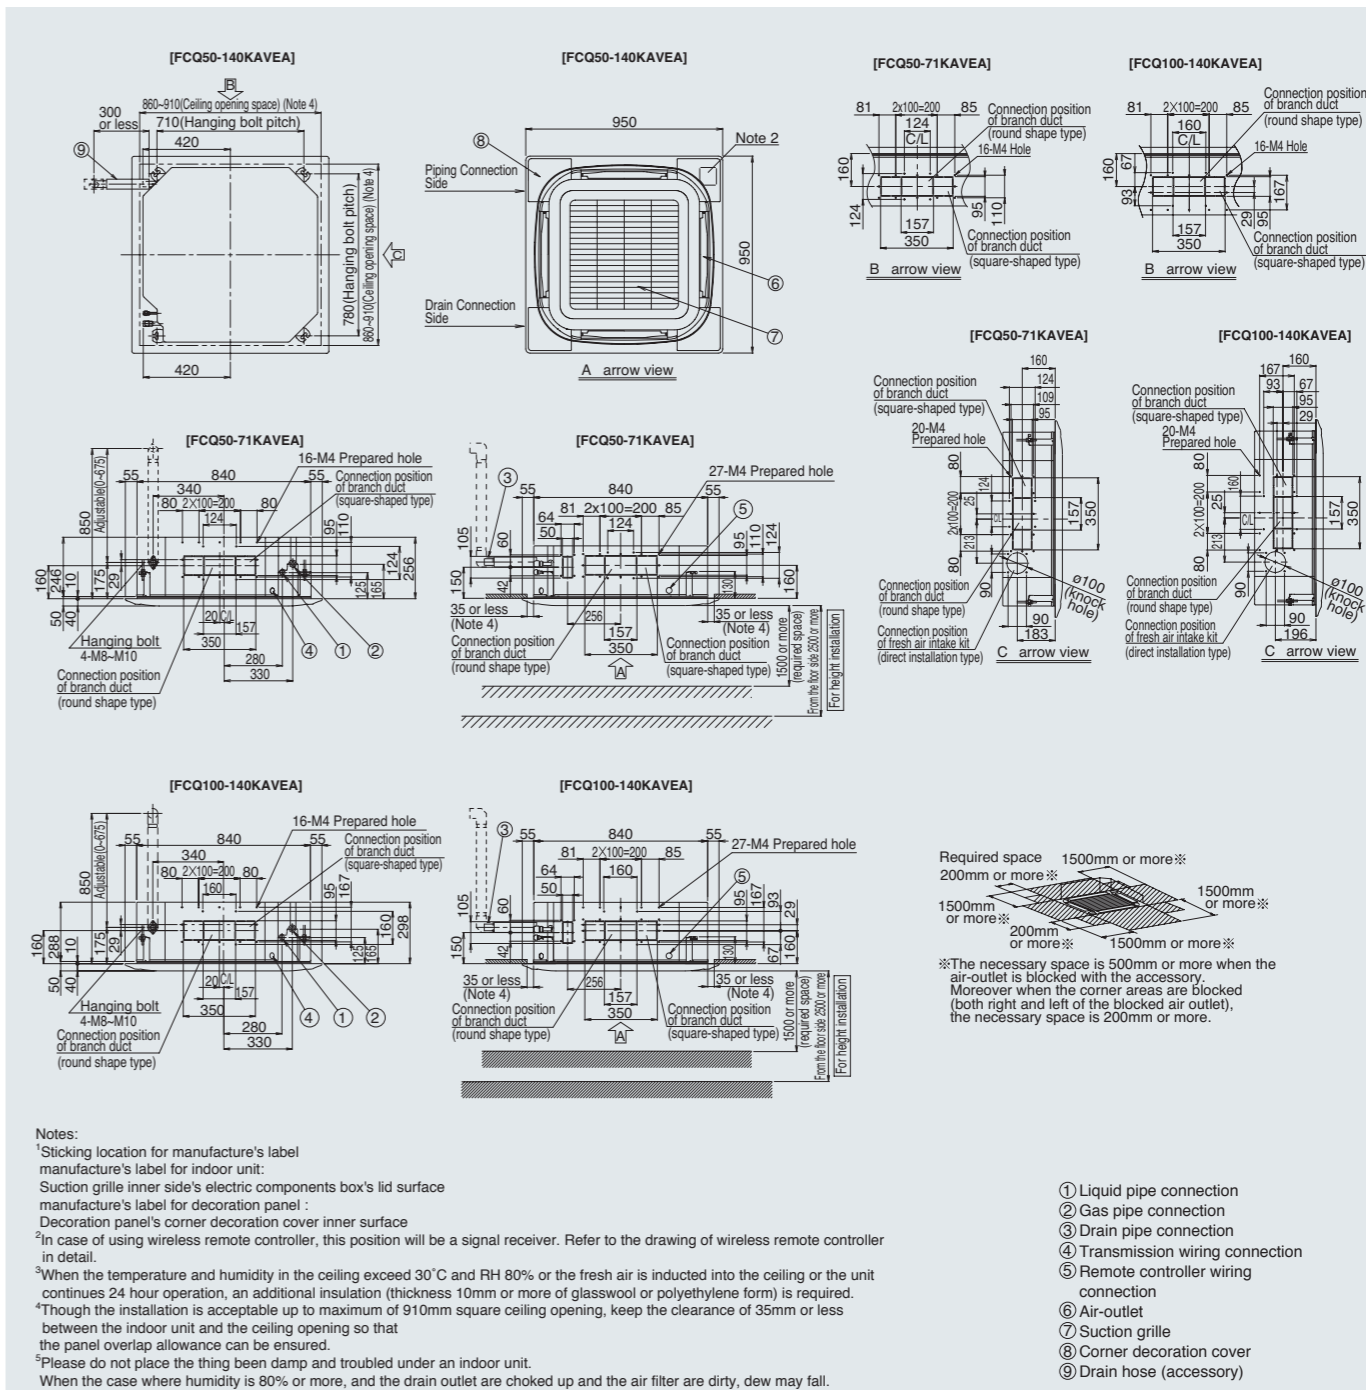 [FCQ50-140KAVEA]
B
860~910(Ceiling opening space) (Note 4)
300
or less
710(Hanging bolt pitch)
⑨
420
780(Hanging bolt pitch)
860~910(Ceiling opening space) (Note 4)
C
420
[FCQ50-140KAVEA]
950
⑧
Note 2
Piping Connection
Side
950
⑥
Drain Connection
Side
⑦
A arrow view
[FCQ50-71KAVEA]
81
2x100=200
85
Connection position
of branch duct
(round shape type)
124
C/L
16-M4 Hole
160
124
95
110
157
350
Connection position
of branch duct
(square-shaped type)
B arrow view
[FCQ100-140KAVEA]
Connection position
of branch duct
(round shape type)
81
2X100=200
85
160
C/L
16-M4 Hole
160
67
93
167
29
95
157
350
Connection position
of branch duct
(square-shaped type)
B arrow view
[FCQ50-71KAVEA]
160
Connection position
of branch duct
(square-shaped type)
124
109
95
20-M4
Prepared hole
80
124
25
2x100=200
C/L
157
350
213
80
90
Connection position
of branch duct
(round shape type)
ø100
(knock
hole)
Connection position
of fresh air intake kit
(direct installation type)
90
183
C arrow view
[FCQ100-140KAVEA]
160
167
93
67
95
29
Connection position
of branch duct
(square-shaped type)
20-M4
Prepared hole
80
160
25
2X100=200
C/L
157
350
213
80
90
Connection position
of branch duct
(round shape type)
ø100
(knock
hole)
Connection position
of fresh air intake kit
(direct installation type)
90
196
C arrow view
[FCQ50-71KAVEA]
16-M4 Prepared hole
55
840
55
Connection position
of branch duct
(square-shaped type)
850
Adjustable(0~675)
340
80
2X100=200
80
124
95
110
160
246
10
175
29
124
256
125
165
50
40
20
C/L
157
350
280
330
Hanging bolt
4-M8~M10
④
①
②
Connection position
of branch duct
(round shape type)
[FCQ50-71KAVEA]
27-M4 Prepared hole
③
55
840
55
81
2x100=200
85
⑤
64
50
124
105
60
95
110
124
150
42
130
160
35 or less
(Note 4)
256
157
350
35 or less
(Note 4)
Connection position
of branch duct
(round shape type)
Connection position
of branch duct
(square-shaped type)
A
1500 or more
(required space)
From the floor side 2500 or more
For height installation
[FCQ100-140KAVEA]
16-M4 Prepared hole
55
840
55
Connection position
of branch duct
(square-shaped type)
850
Adjustable(0~675)
340
80
2X100=200
80
160
95
167
160
288
10
175
29
160
298
125
165
50
40
20
C/L
157
350
280
330
Hanging bolt
4-M8~M10
④
①
②
Connection position
of branch duct
(round shape type)
[FCQ100-140KAVEA]
③
55
840
55
27-M4 Prepared hole
81
2X100=200
85
⑤
64
50
160
105
60
95
167
93
29
150
42
130
67
160
35 or less
(Note 4)
256
157
350
35 or less
(Note 4)
Connection position
of branch duct
(round shape type)
Connection position
of branch duct
(square-shaped type)
A
1500 or more
(required space)
From the floor side 2500 or more
For height installation
Required space
1500mm or more※
200mm or more※
1500mm
or more※
1500mm
or more※
200mm
or more※
1500mm or more※
※The necessary space is 500mm or more when the
air-outlet is blocked with the accessory.
Moreover when the corner areas are blocked
(both right and left of the blocked air outlet),
the necessary space is 200mm or more.
Notes:
1Sticking location for manufacture's label
manufacture's label for indoor unit:
Suction grille inner side's electric components box's lid surface
manufacture's label for decoration panel :
Decoration panel's corner decoration cover inner surface
2In case of using wireless remote controller, this position will be a signal receiver. Refer to the drawing of wireless remote controller
in detail.
3When the temperature and humidity in the ceiling exceed 30˚C and RH 80% or the fresh air is inducted into the ceiling or the unit
continues 24 hour operation, an additional insulation (thickness 10mm or more of glasswool or polyethylene form) is required.
4Though the installation is acceptable up to maximum of 910mm square ceiling opening, keep the clearance of 35mm or less
between the indoor unit and the ceiling opening so that
the panel overlap allowance can be ensured.
5Please do not place the thing been damp and troubled under an indoor unit.
When the case where humidity is 80% or more, and the drain outlet are choked up and the air filter are dirty, dew may fall.
① Liquid pipe connection
② Gas pipe connection
③ Drain pipe connection
④ Transmission wiring connection
⑤ Remote controller wiring
connection
⑥ Air-outlet
⑦ Suction grille
⑧ Corner decoration cover
⑨ Drain hose (accessory)